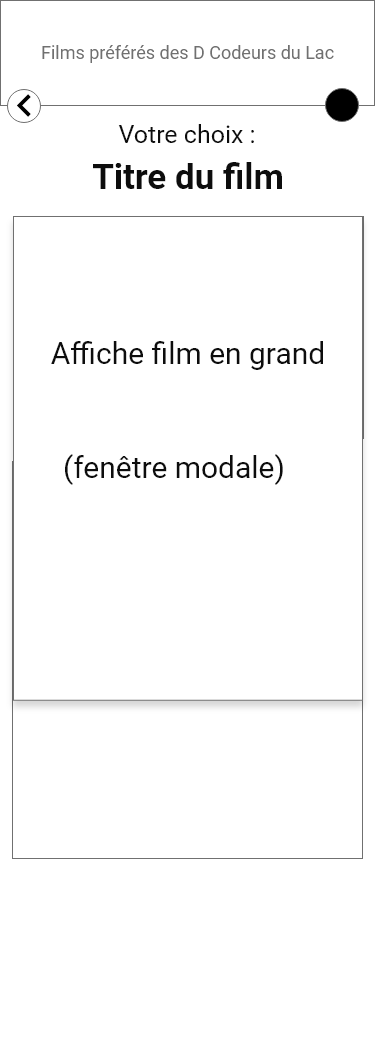 Films préférés des D Codeurs du Lac
Votre choix :
Titre du film
Affiche film en grand
(fenêtre modale)